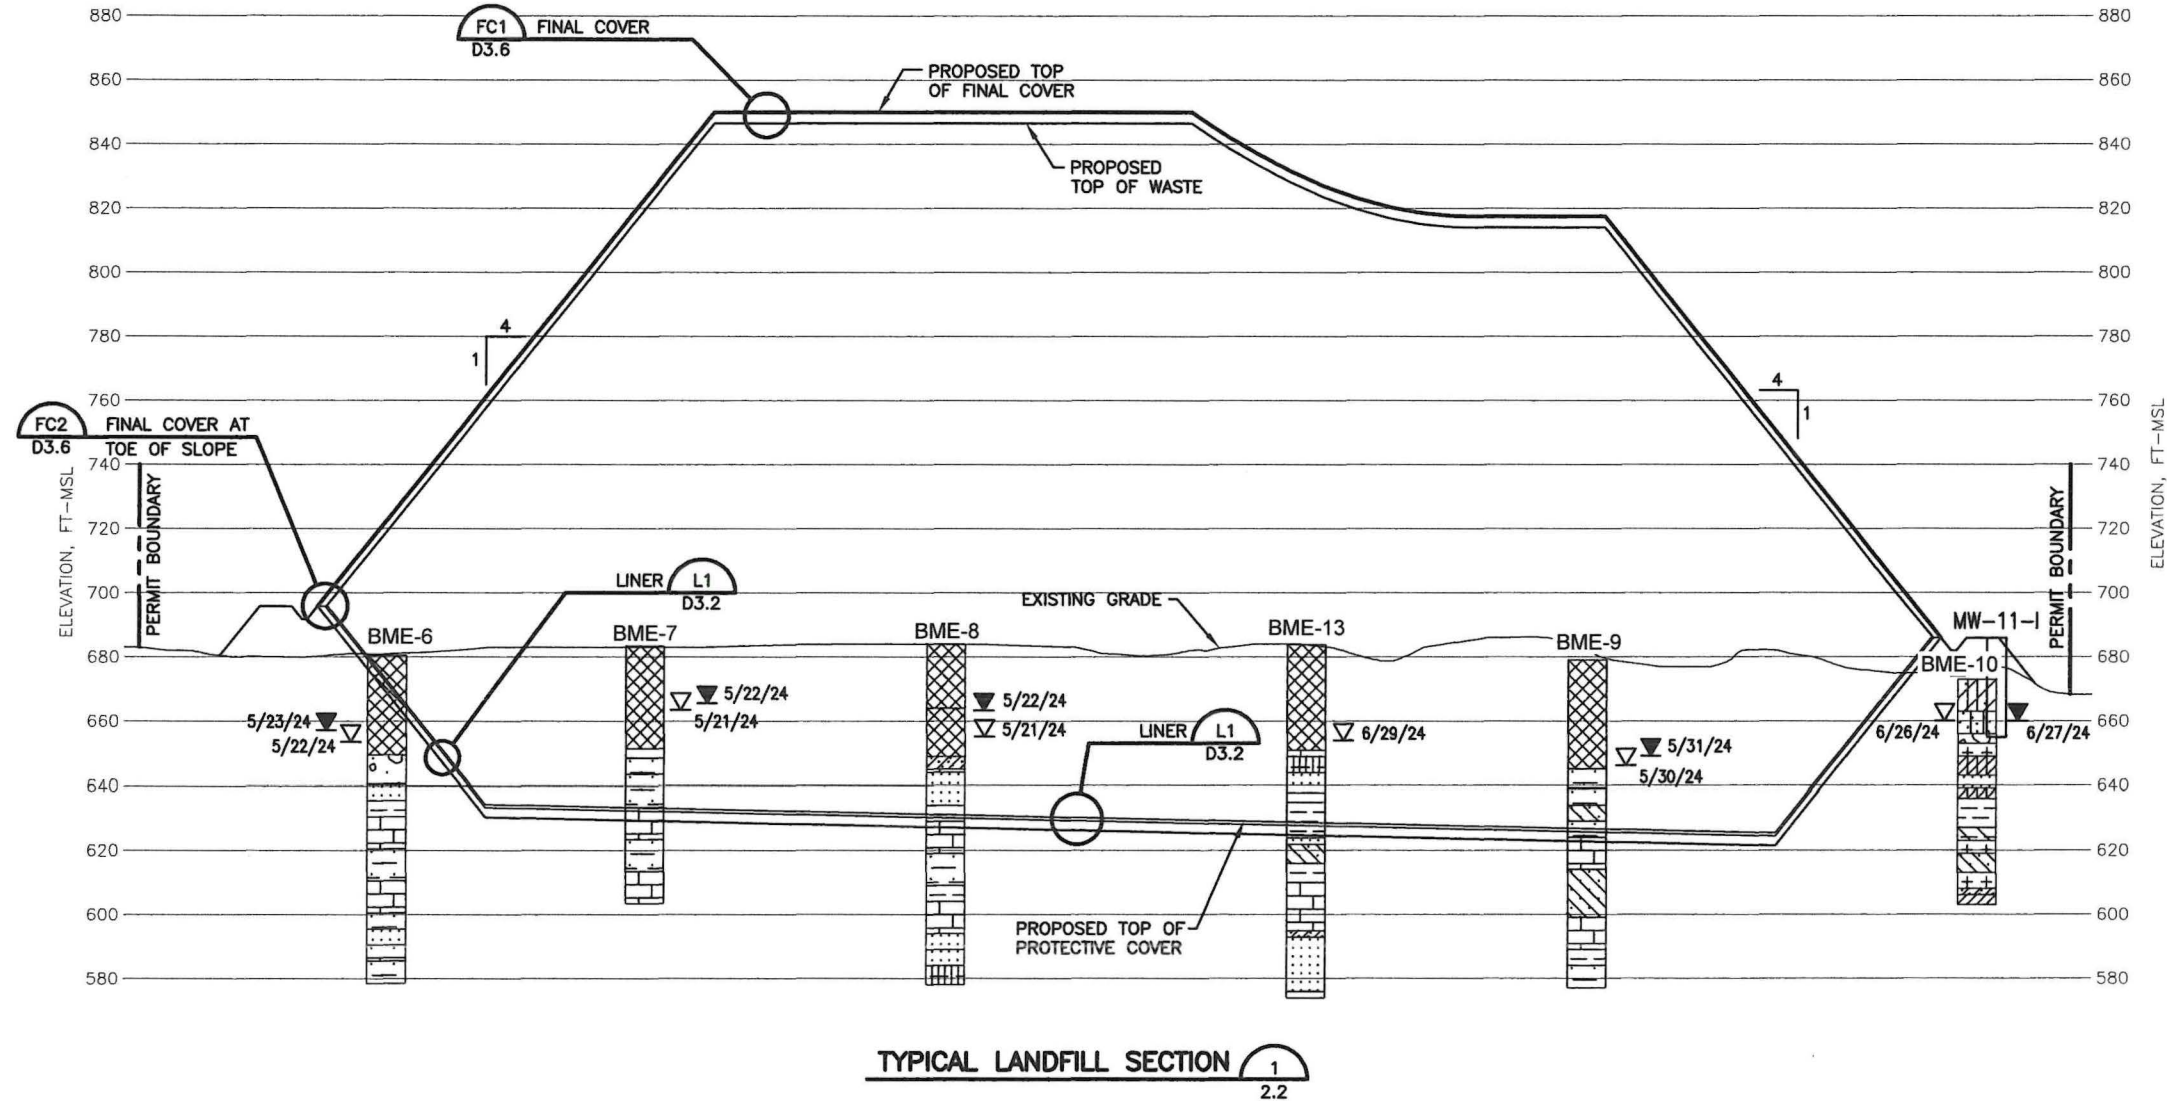 880
880
FC1
FINAL COVER
D3.6
860
PROPOSED TOP
OF FINAL COVER
860
840
840
PROPOSED
TOP OF WASTE
820
820
800
800
4
1
780
780
4
1
760
760
FC2
FINAL COVER AT
D3.6
TOE OF SLOPE
740
740
ELEVATION, FT-MSL
ELEVATION, FT-MSL
PERMIT BOUNDARY
PERMIT BOUNDARY
720
720
700
700
LINER
L1
D3.2
EXISTING GRADE
BME-6
BME-7
BME-8
BME-13
BME-9
MW-11-I
BME-10
680
680
5/23/24
5/22/24
5/22/24
5/21/24
5/22/24
5/21/24
6/29/24
5/31/24
5/30/24
6/26/24
6/27/24
660
660
LINER
L1
D3.2
640
640
620
620
600
600
PROPOSED TOP OF
PROTECTIVE COVER
580
580
TYPICAL LANDFILL SECTION
1
2.2